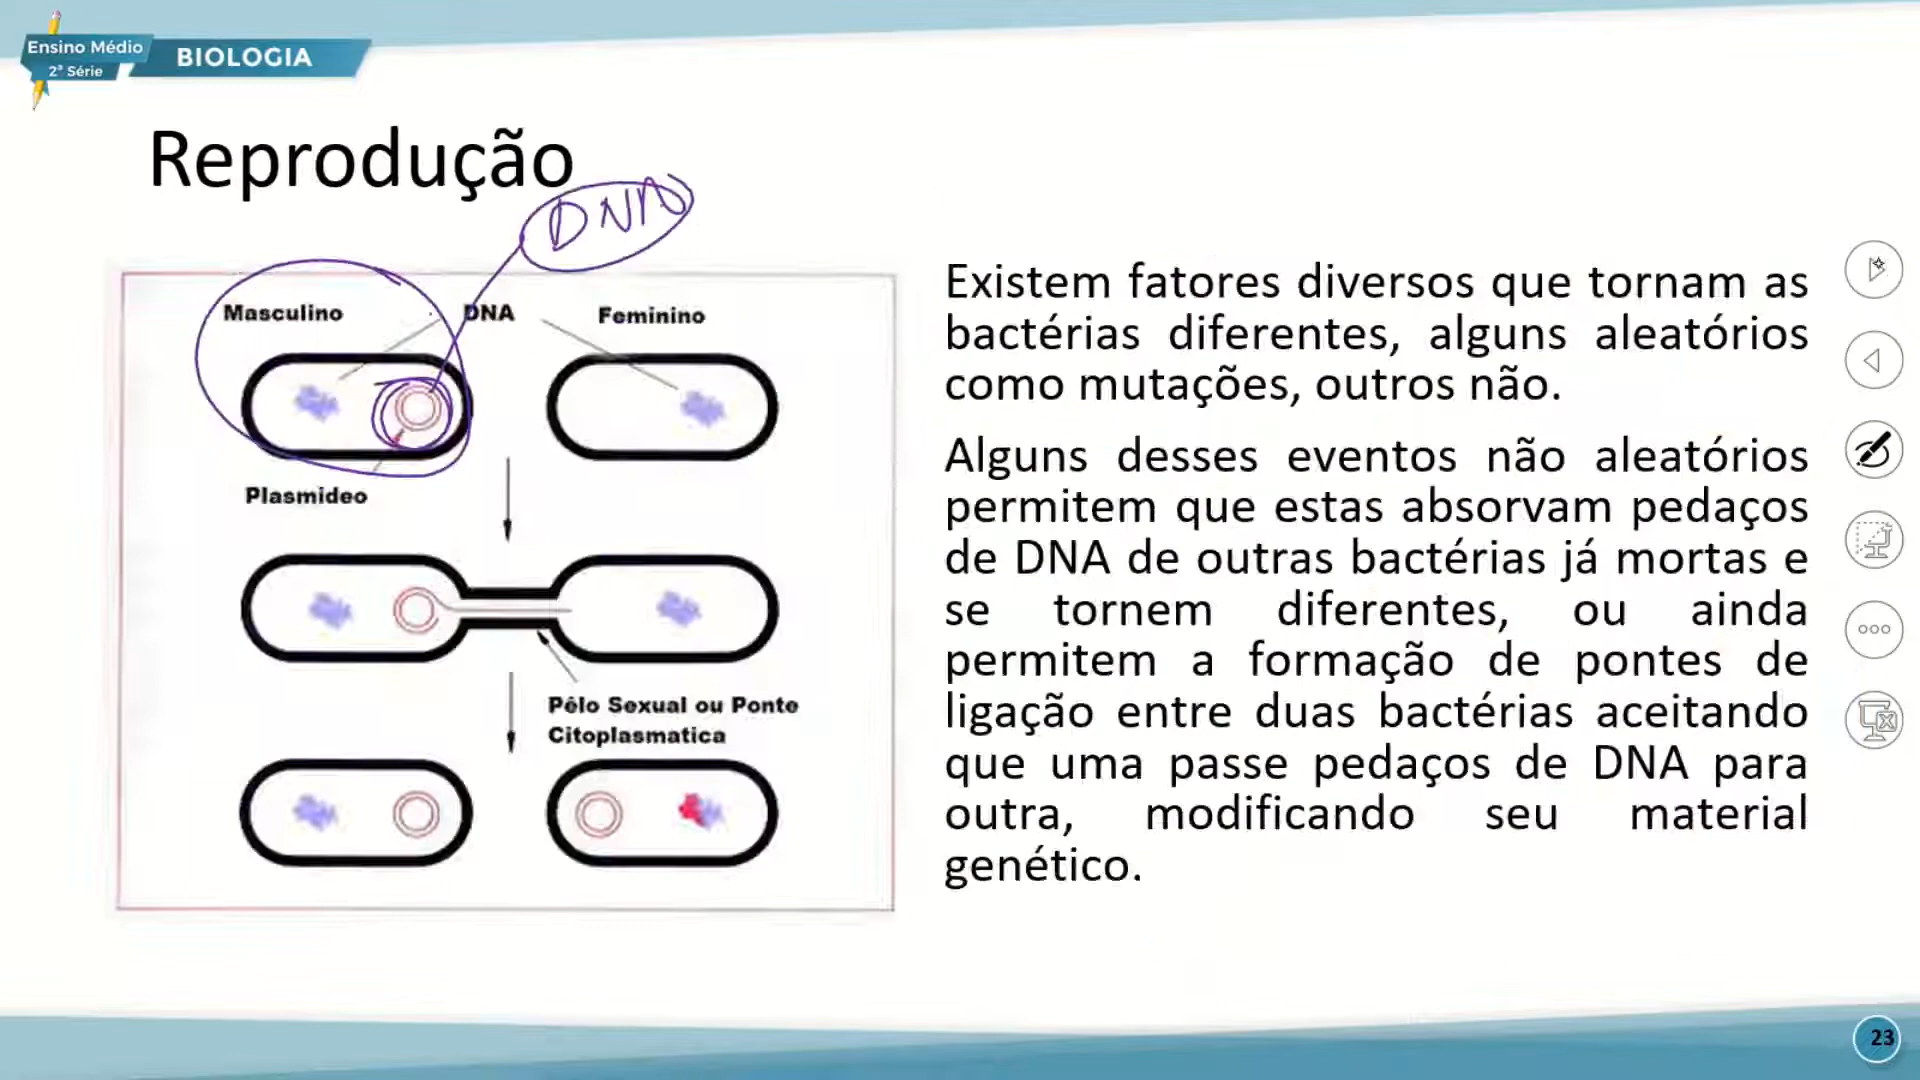 Ensino Médio
2ª Série
BIOLOGIA
Reprodução
DNA
Masculino
DNA
Feminino
Plasmideo
Pêlo Sexual ou Ponte
Citoplasmatica
Existem fatores diversos que tornam as
bactérias diferentes, alguns aleatórios
como mutações, outros não.
Alguns desses eventos não aleatórios
permitem que estas absorvam pedaços
de DNA de outras bactérias já mortas e
se tornem diferentes, ou ainda
permitem a formação de pontes de
ligação entre duas bactérias aceitando
que uma passe pedaços de DNA para
outra, modificando seu material
genético.
23